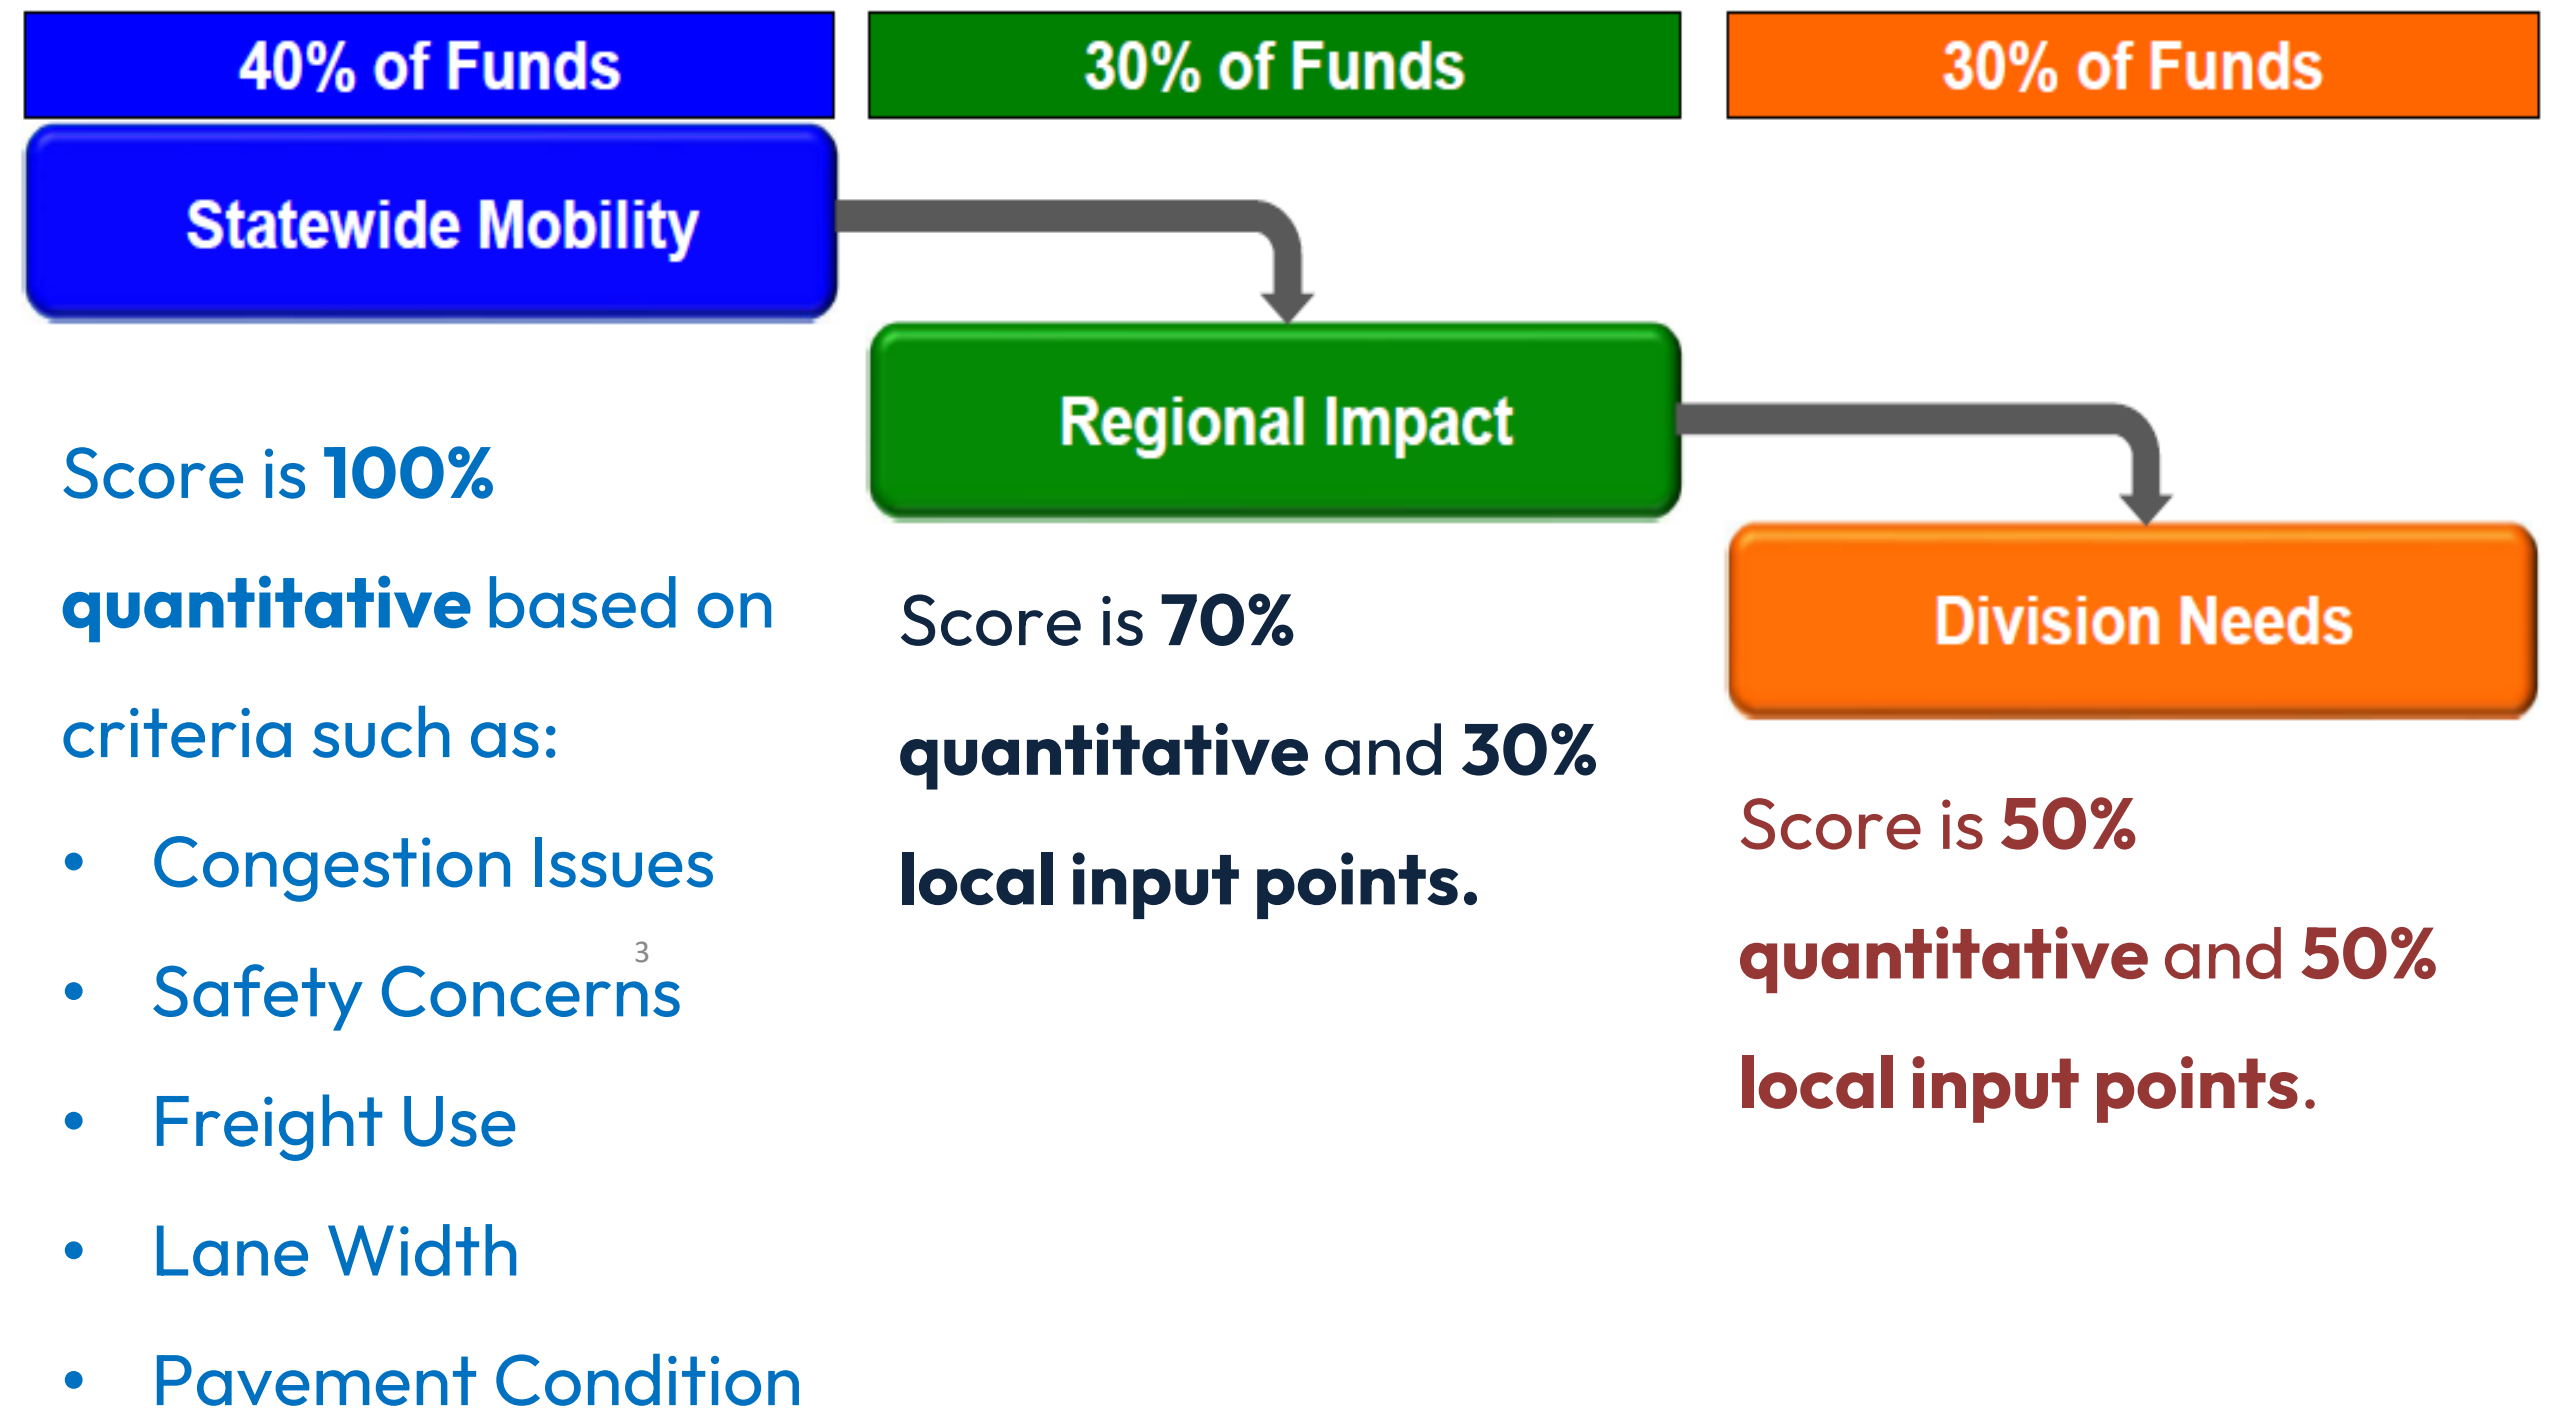 40% of Funds
30% of Funds
30% of Funds
Statewide Mobility
Regional Impact
Division Needs
Score is 100%
quantitative based on
criteria such as:
• Congestion Issues
• Safety Concerns
3
• Freight Use
• Lane Width
• Pavement Condition
Score is 70%
quantitative and 30%
local input points.
Score is 50%
quantitative and 50%
local input points.